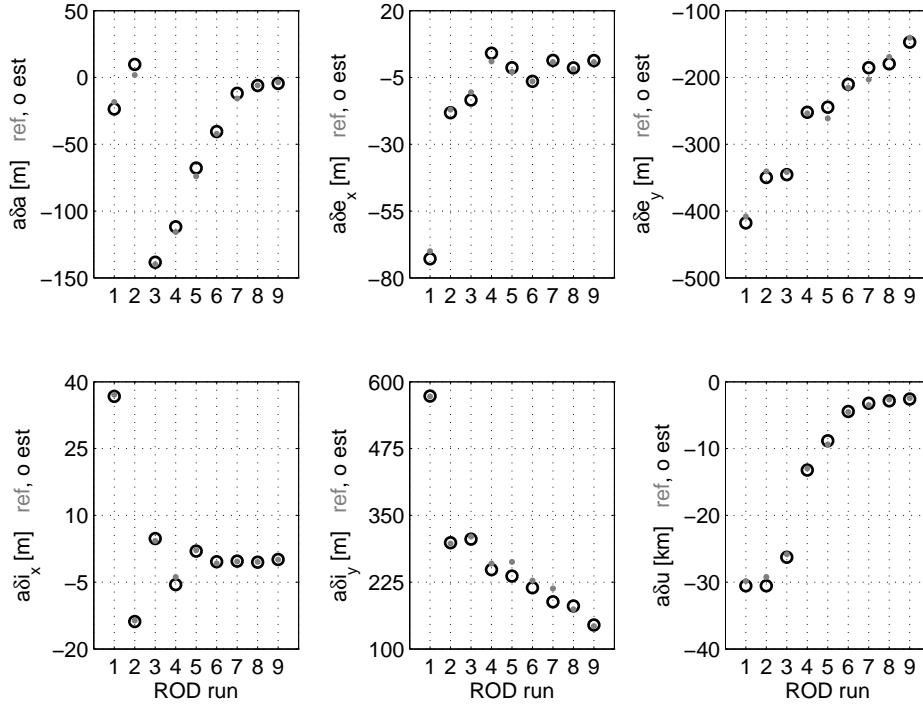 50
0
−50
−100
−150
aδa [m] ref, o est
1 2 3 4 5 6 7 8 9
20
−5
−30
−55
−80
aδe_x [m] ref, o est
1 2 3 4 5 6 7 8 9
−100
−200
−300
−400
−500
aδe_y [m] ref, o est
1 2 3 4 5 6 7 8 9
40
25
10
−5
−20
aδi_x [m] ref, o est
1 2 3 4 5 6 7 8 9
ROD run
600
475
350
225
100
aδi_y [m] ref, o est
1 2 3 4 5 6 7 8 9
ROD run
0
−10
−20
−30
−40
aδu [km] ref, o est
1 2 3 4 5 6 7 8 9
ROD run